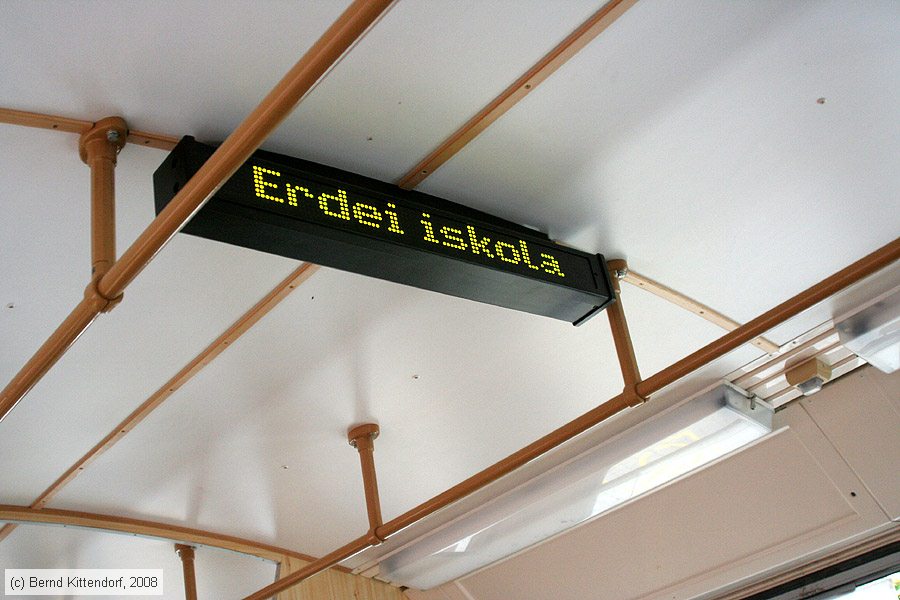 Erdei iskola
(c) Bernd Kittendorf, 2008